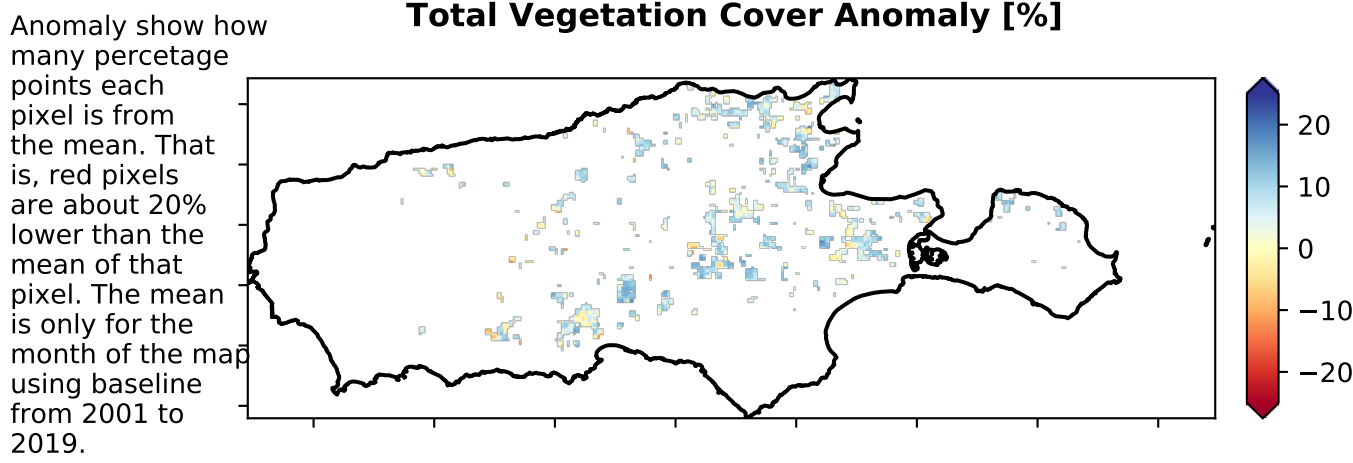 Total Vegetation Cover Anomaly [%]
Anomaly show how
many percetage
points each
pixel is from
the mean. That
is, red pixels
are about 20%
lower than the
mean of that
pixel. The mean
is only for the
month of the map
using baseline
from 2001 to
2019.
20
10
0
−10
−20